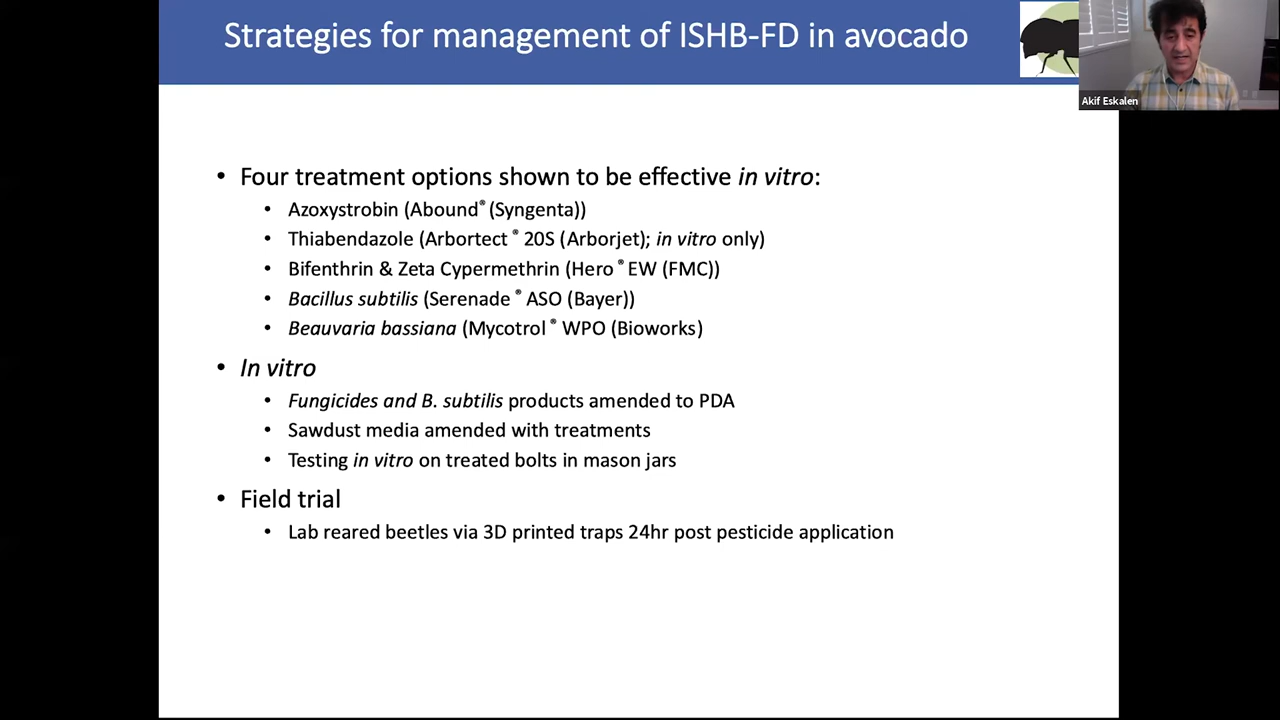 Strategies for management of ISHB-FD in avocado
Akif Eskalen
• Four treatment options shown to be effective in vitro:
• Azoxystrobin (Abound® (Syngenta))
• Thiabendazole (Arbortect ® 20S (Arborjet); in vitro only)
• Bifenthrin & Zeta Cypermethrin (Hero ® EW (FMC))
• Bacillus subtilis (Serenade ® ASO (Bayer))
• Beauvaria bassiana (Mycotrol ® WPO (Bioworks)
• In vitro
• Fungicides and B. subtilis products amended to PDA
• Sawdust media amended with treatments
• Testing in vitro on treated bolts in mason jars
• Field trial
• Lab reared beetles via 3D printed traps 24hr post pesticide application